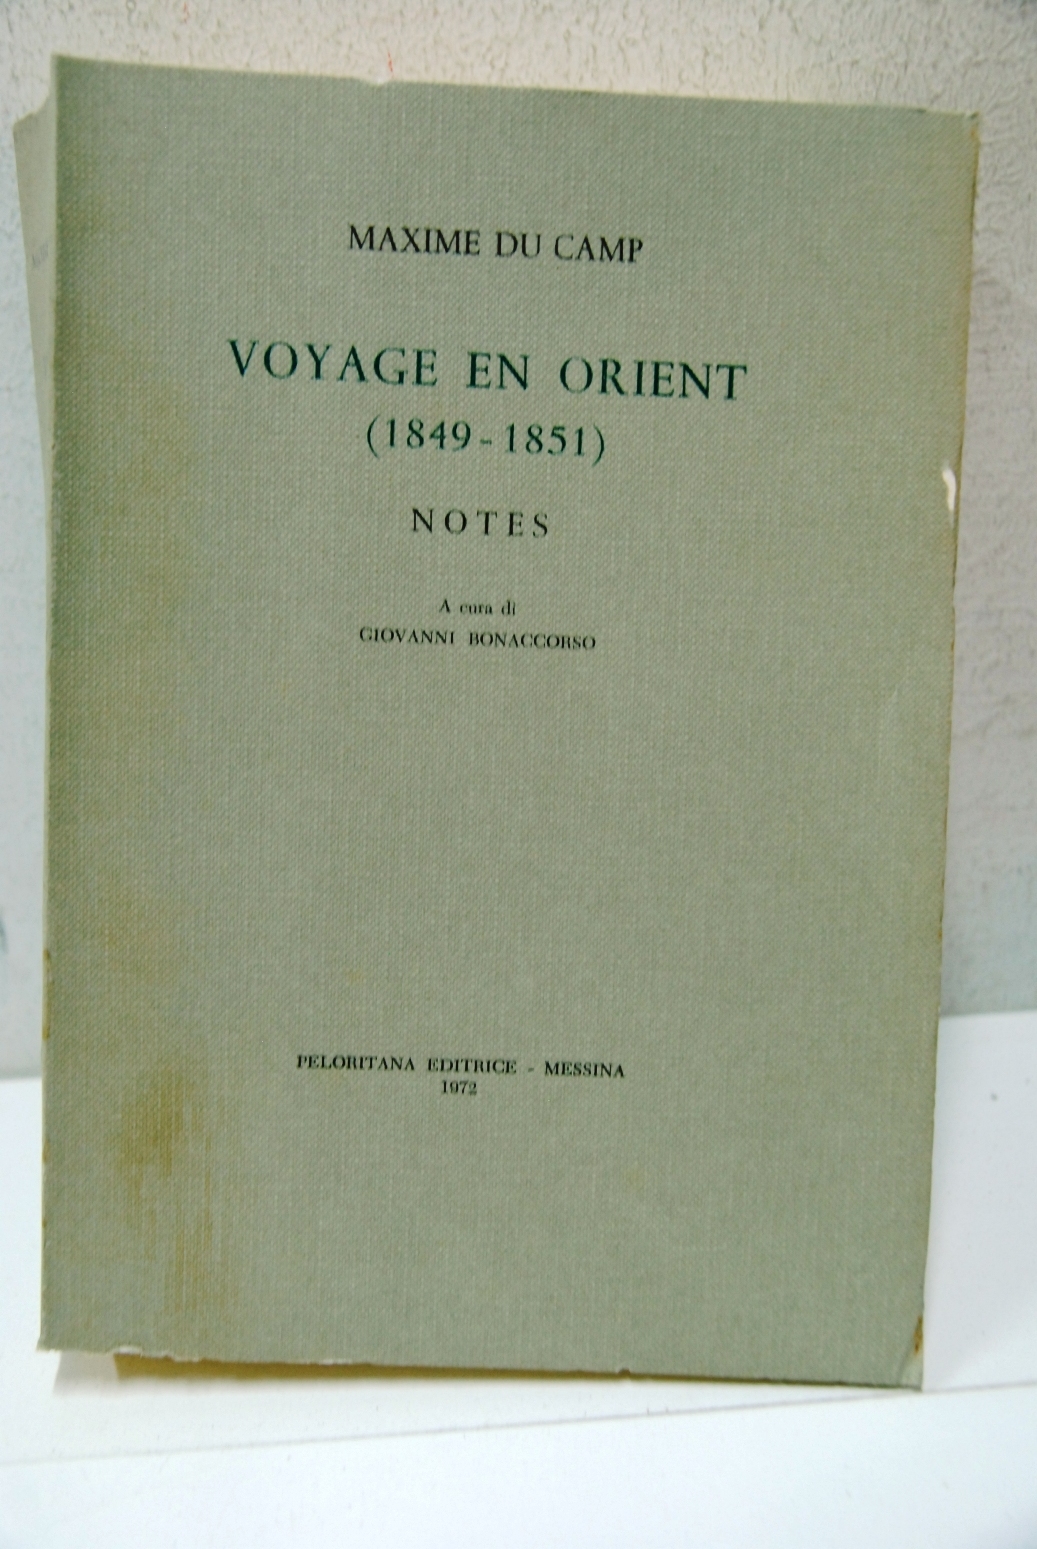 MAXIME DU CAMP
VOYAGE EN ORIENT
(1849-1851)
NOTES
A cura di
GIOVANNI BONACCORSO
PELORITANA EDITRICE - MESSINA
1972